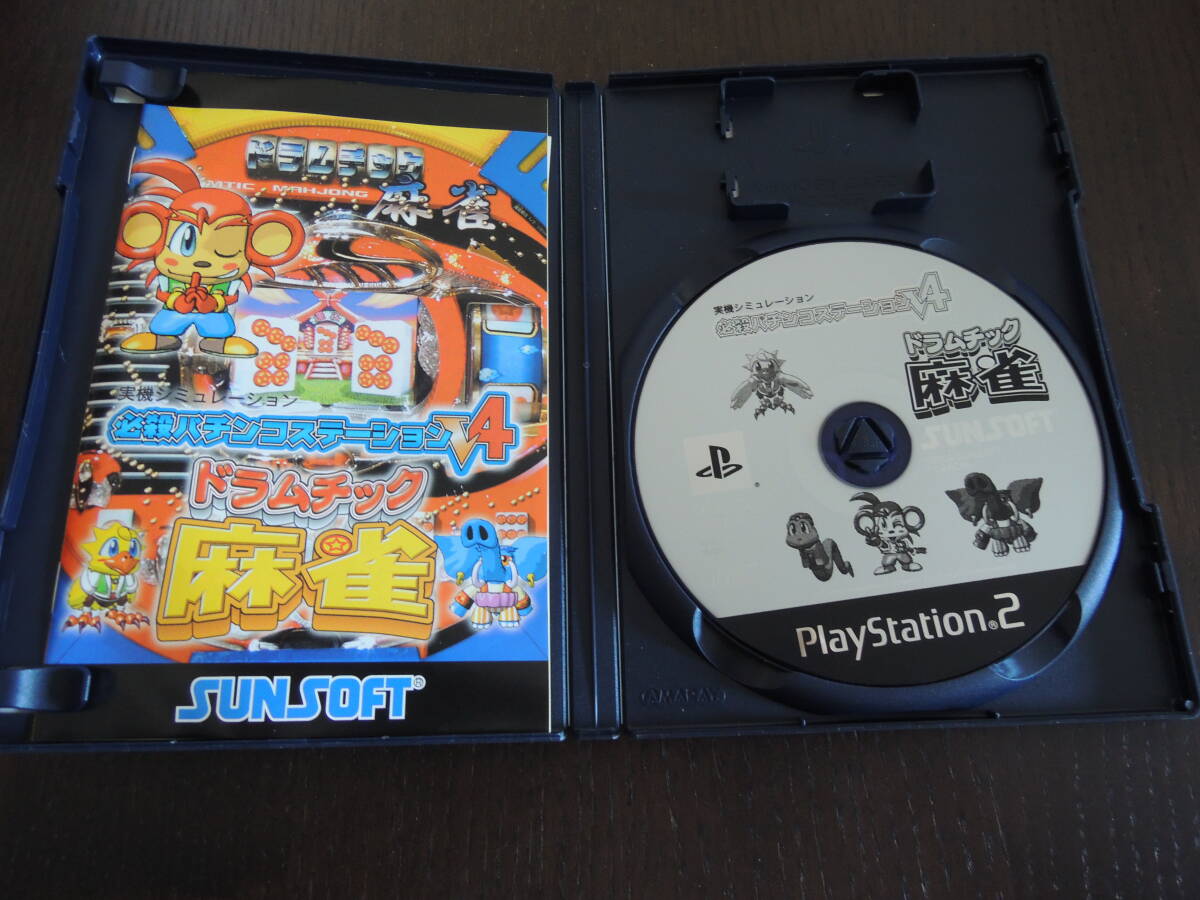 ドラムチック
MTIC MAHJONG
麻雀
実機シミュレーション
必殺パチンコステーションV4
ドラムチック
麻雀
SUNSOFT®
実機シミュレーション
必殺パチンコステーションV4
ドラムチック
麻雀
SUNSOFT
PlayStation®2
AMARAY